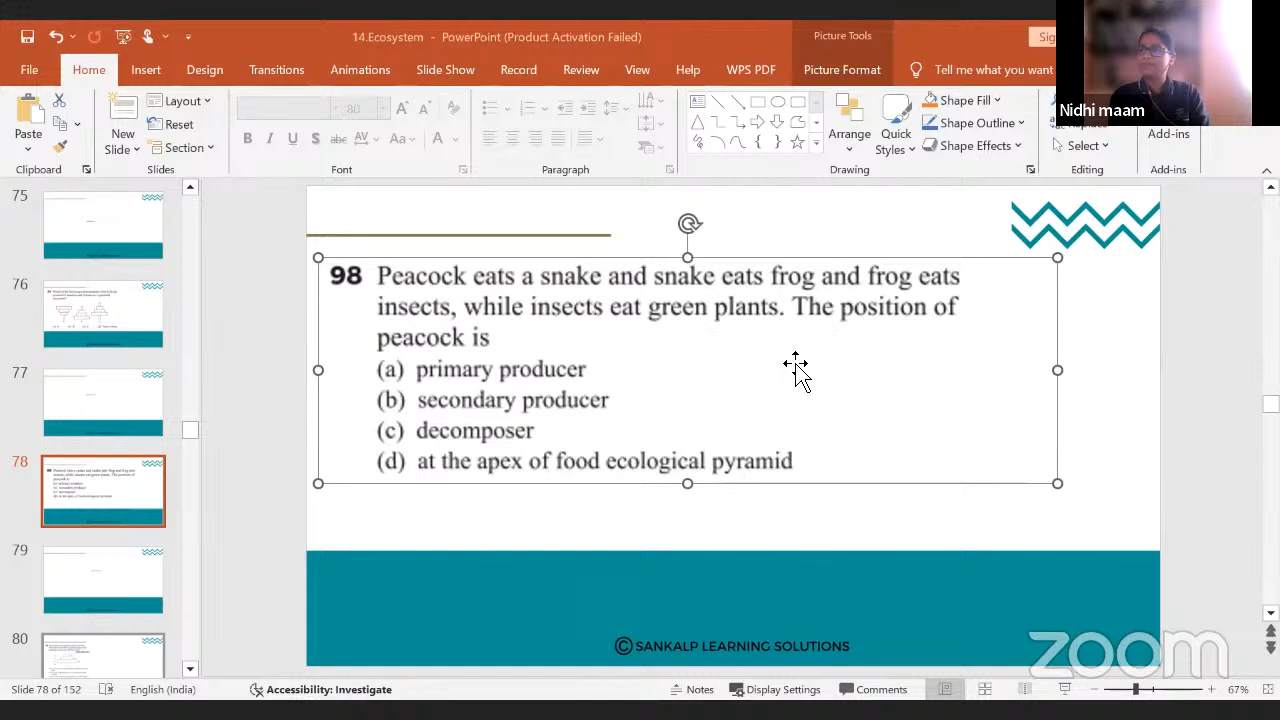 14.Ecosystem - PowerPoint (Product Activation Failed)
Picture Tools
Nidhi maam
File Home Insert Design Transitions Animations Slide Show Record Review View Help WPS PDF Picture Format Tell me what you want
Paste
New Slide
Layout
Reset
Section
80
B I U S abc AV Aa A
Arrange
Quick Styles
Shape Fill
Shape Outline
Shape Effects
Select
Add-ins
Clipboard Slides Font Paragraph Drawing Editing Add-ins
75
76
77
78
79
80
98 Peacock eats a snake and snake eats frog and frog eats
insects, while insects eat green plants. The position of
peacock is
(a) primary producer
(b) secondary producer
(c) decomposer
(d) at the apex of food ecological pyramid
© SANKALP LEARNING SOLUTIONS
zoom
Slide 78 of 152 English (India) Accessibility: Investigate Notes Display Settings Comments 67%